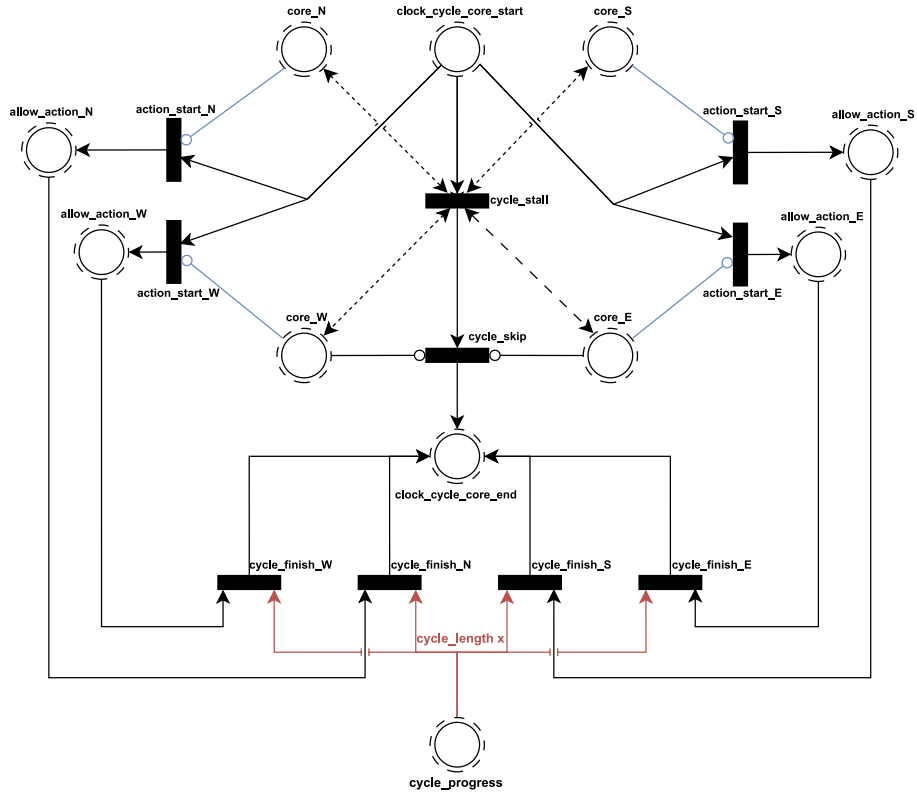 core_N
clock_cycle_core_start
core_S
allow_action_N
action_start_N
action_start_S
allow_action_S
cycle_stall
allow_action_W
allow_action_E
action_start_W
action_start_E
core_W
core_E
cycle_skip
clock_cycle_core_end
cycle_finish_W
cycle_finish_N
cycle_finish_S
cycle_finish_E
cycle_length x
cycle_progress